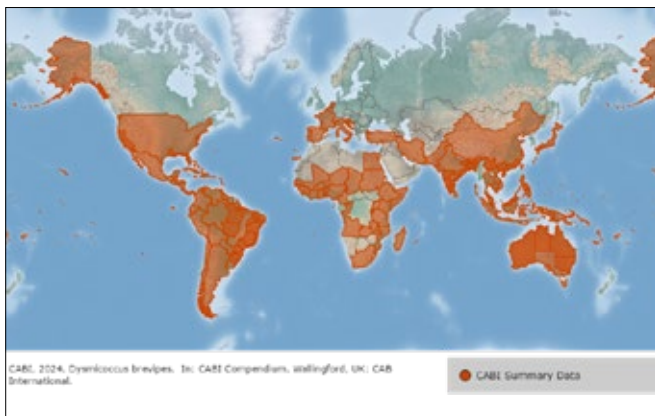 CABI, 2024. Dysmicoccus brevipes. In: CABI Compendium. Wallingford, UK: CAB
International.
CABI Summary Data